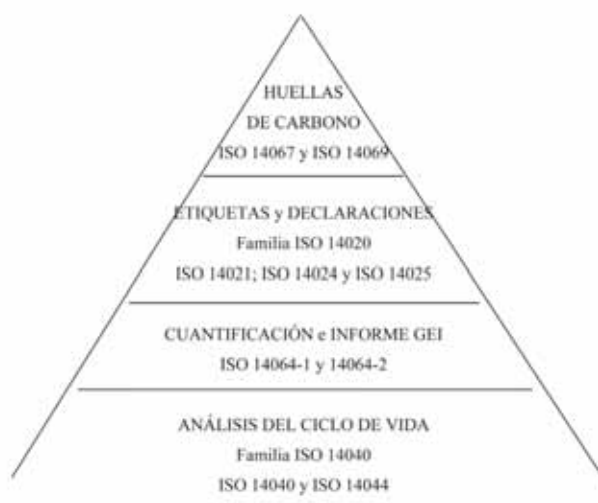 HUELLAS
DE CARBONO
ISO 14067 y ISO 14069
ETIQUETAS y DECLARACIONES
Familia ISO 14020
ISO 14021; ISO 14024 y ISO 14025
CUANTIFICACIÓN e INFORME GEI
ISO 14064-1 y 14064-2
ANÁLISIS DEL CICLO DE VIDA
Familia ISO 14040
ISO 14040 y ISO 14044